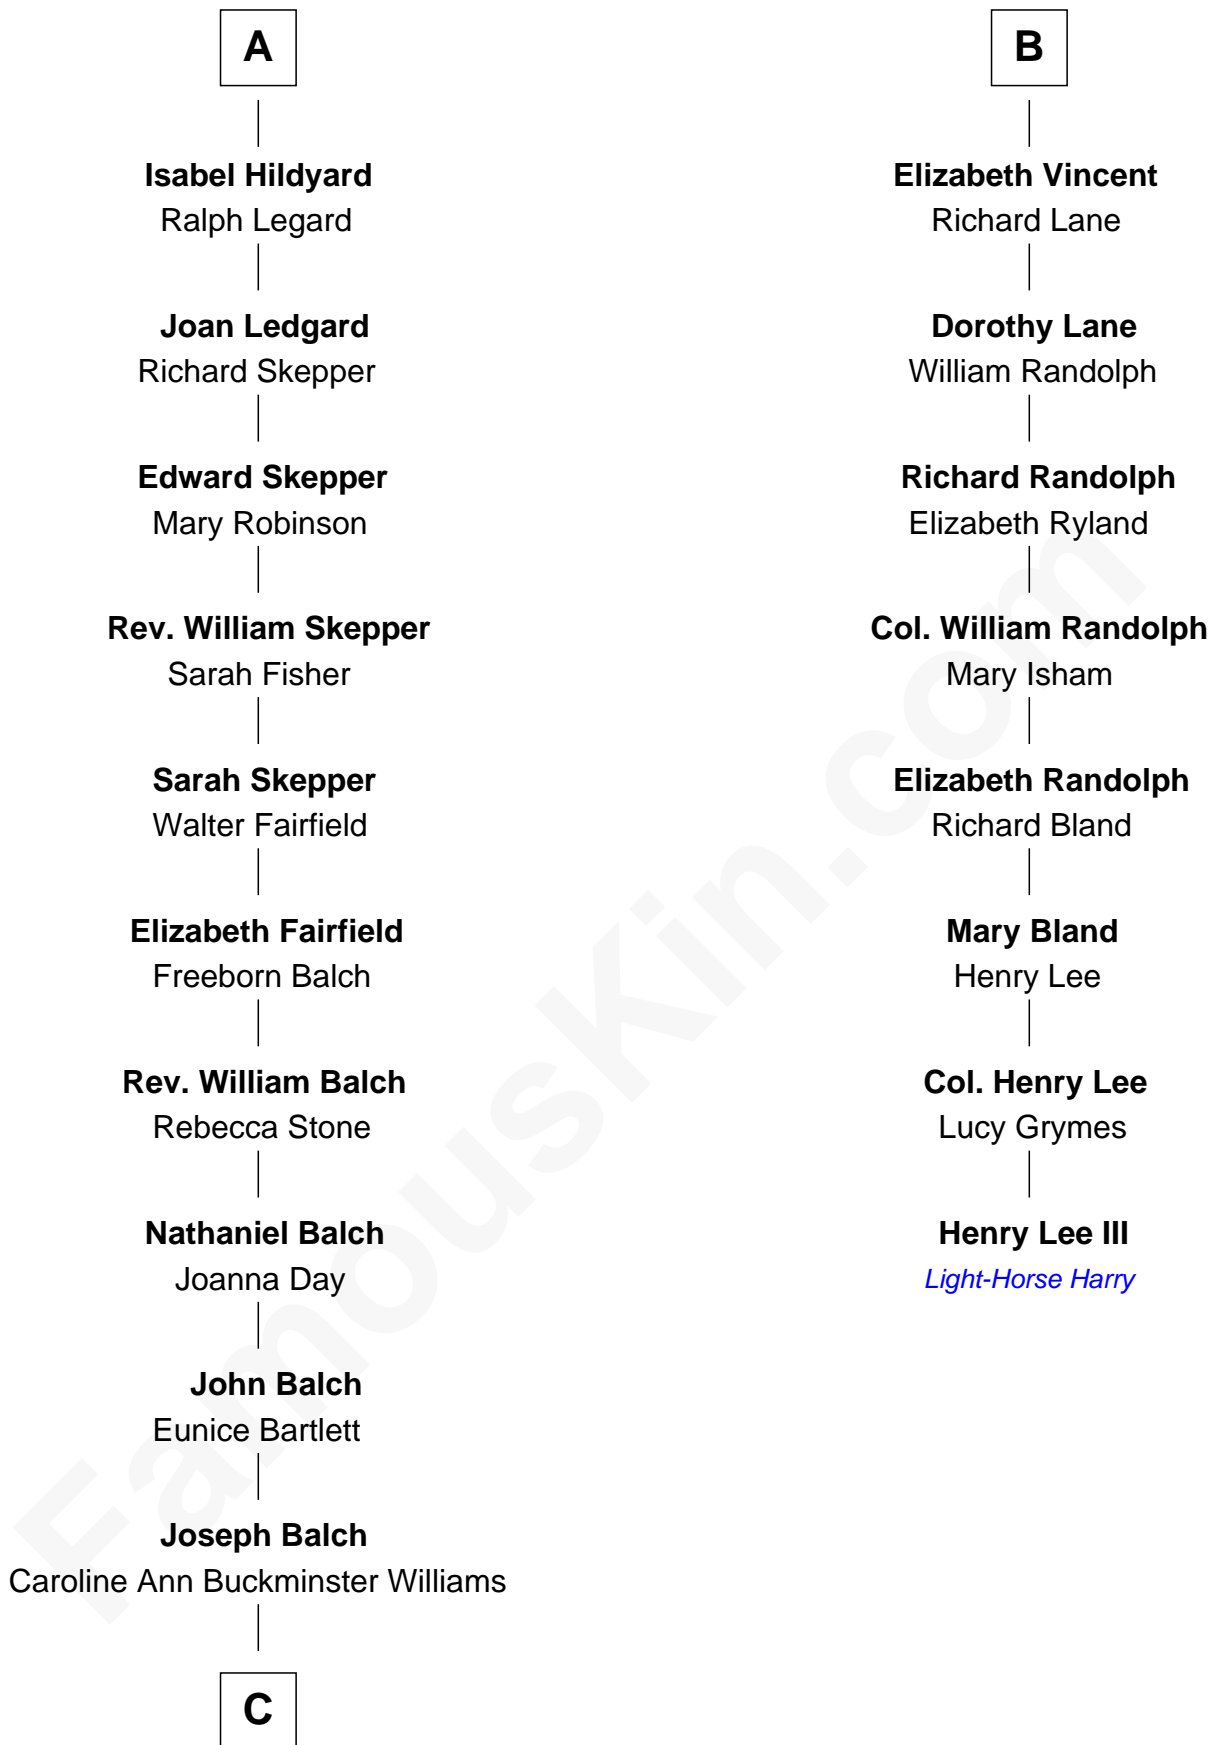 A
Isabel Hildyard
Ralph Legard
Joan Ledgard
Richard Skepper
Edward Skepper
Mary Robinson
Rev. William Skepper
Sarah Fisher
Sarah Skepper
Walter Fairfield
Elizabeth Fairfield
Freeborn Balch
Rev. William Balch
Rebecca Stone
Nathaniel Balch
Joanna Day
John Balch
Eunice Bartlett
Joseph Balch
Caroline Ann Buckminster Williams
C
B
Elizabeth Vincent
Richard Lane
Dorothy Lane
William Randolph
Richard Randolph
Elizabeth Ryland
Col. William Randolph
Mary Isham
Elizabeth Randolph
Richard Bland
Mary Bland
Henry Lee
Col. Henry Lee
Lucy Grymes
Henry Lee III
Light-Horse Harry
FamousKin.com